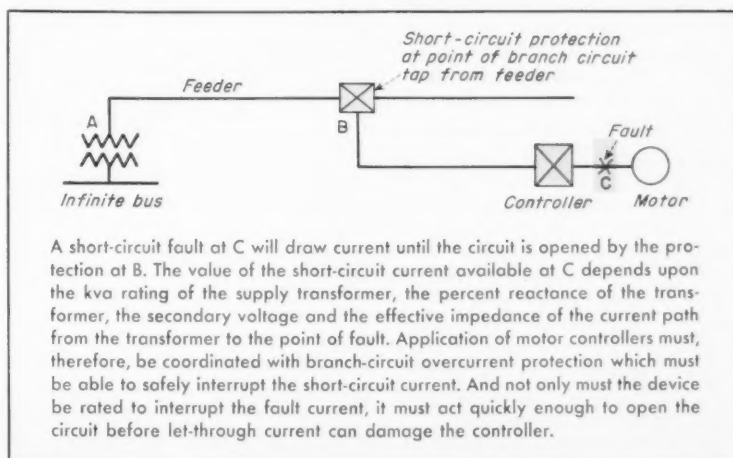 Short-circuit protection
at point of branch circuit
tap from feeder
Feeder
A
B
Fault
C
Infinite bus
Controller
Motor
A short-circuit fault at C will draw current until the circuit is opened by the pro-
tection at B. The value of the short-circuit current available at C depends upon
the kva rating of the supply transformer, the percent reactance of the trans-
former, the secondary voltage and the effective impedance of the current path
from the transformer to the point of fault. Application of motor controllers must,
therefore, be coordinated with branch-circuit overcurrent protection which must
be able to safely interrupt the short-circuit current. And not only must the device
be rated to interrupt the fault current, it must act quickly enough to open the
circuit before let-through current can damage the controller.